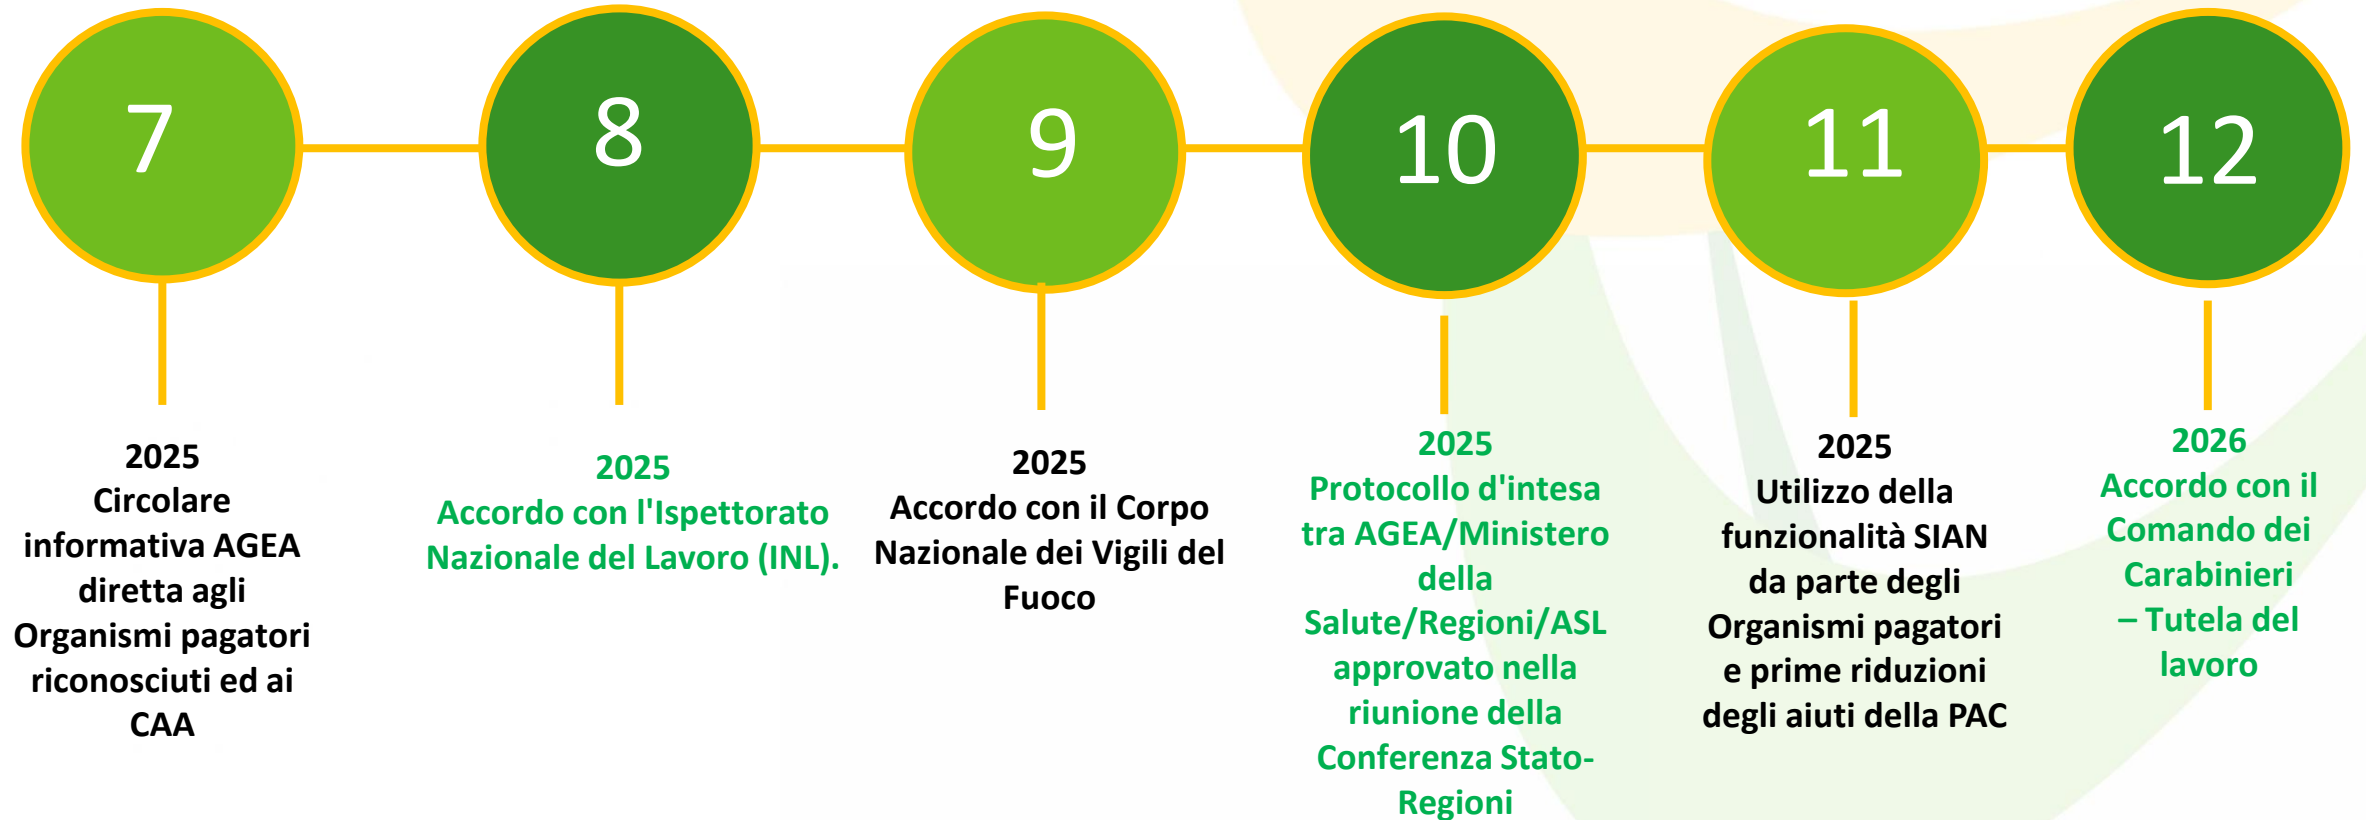 7
8
9
10
11
12
2025
Circolare
informativa AGEA
diretta agli
Organismi pagatori
riconosciuti ed ai
CAA
2025
Accordo con l'Ispettorato
Nazionale del Lavoro (INL).
2025
Accordo con il Corpo
Nazionale dei Vigili del
Fuoco
2025
Protocollo d'intesa
tra AGEA/Ministero
della
Salute/Regioni/ASL
approvato nella
riunione della
Conferenza Stato-
Regioni
2025
Utilizzo della
funzionalità SIAN
da parte degli
Organismi pagatori
e prime riduzioni
degli aiuti della PAC
2026
Accordo con il
Comando dei
Carabinieri
– Tutela del
lavoro